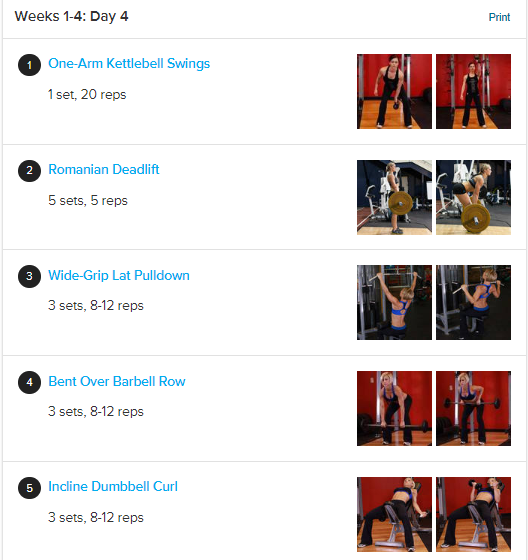 Weeks 1-4: Day 4
Print
1
One-Arm Kettlebell Swings
1 set, 20 reps
2
Romanian Deadlift
5 sets, 5 reps
3
Wide-Grip Lat Pulldown
3 sets, 8-12 reps
4
Bent Over Barbell Row
3 sets, 8-12 reps
5
Incline Dumbbell Curl
3 sets, 8-12 reps